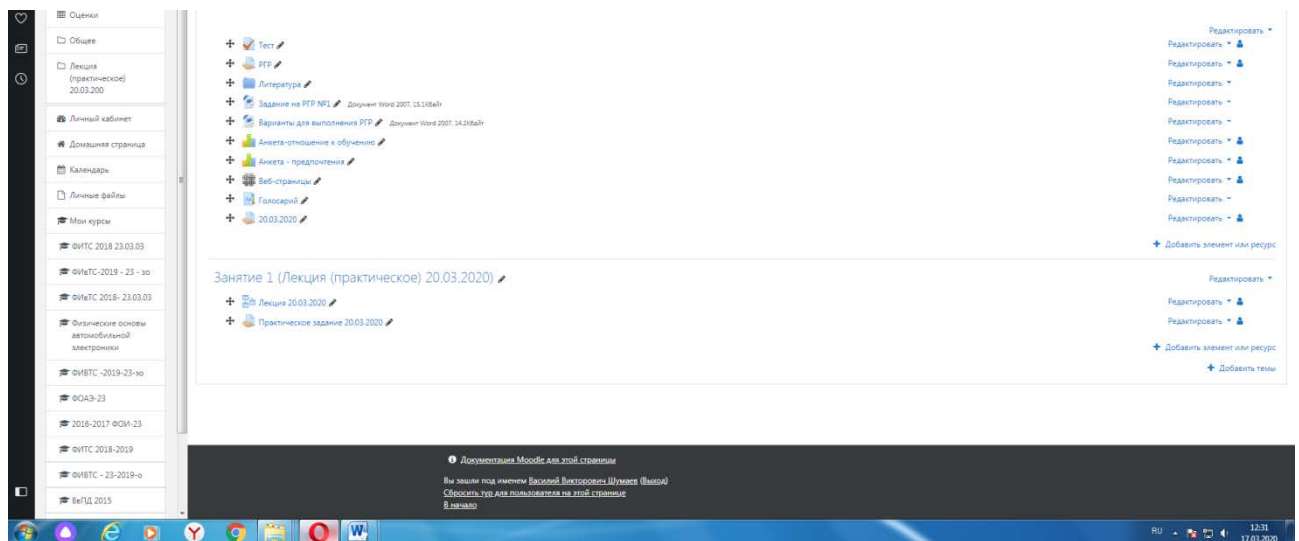 Оценки
Общее
Лекция
(практическое)
20.03.200
Личный кабинет
Домашняя страница
Календарь
Личные файлы
Мои курсы
ФИТС 2018 23.03.03
ФИвТС-2019 - 23 - зо
ФИвТС 2018- 23.03.03
Физические основы
автомобильной
электроники
ФИВТС -2019-23-зо
ФОАЭ-23
2016-2017 ФОИ-23
ФИТС 2018-2019
ФИВТС - 23-2019-о
ВеПД 2015
Редактировать
Тест Редактировать
РГР Редактировать
Литература Редактировать
Задание на РГР №1 Документ Word 2007, 15.1Кбайт Редактировать
Варианты для выполнения РГР Документ Word 2007, 14.2Кбайт Редактировать
Анкета-отношение к обучению Редактировать
Анкета - предпочтения Редактировать
Веб-страницы Редактировать
Голосарий Редактировать
20.03.2020 Редактировать
Добавить элемент или ресурс
Занятие 1 (Лекция (практическое) 20.03.2020) Редактировать
Лекция 20.03.2020 Редактировать
Практическое задание 20.03.2020 Редактировать
Добавить элемент или ресурс
Добавить темы
Документация Moodle для этой страницы
Вы зашли под именем Василий Викторович Шумаев (Выход)
Сбросить тур для пользователя на этой странице
В начало
RU
12:31
17.03.2020